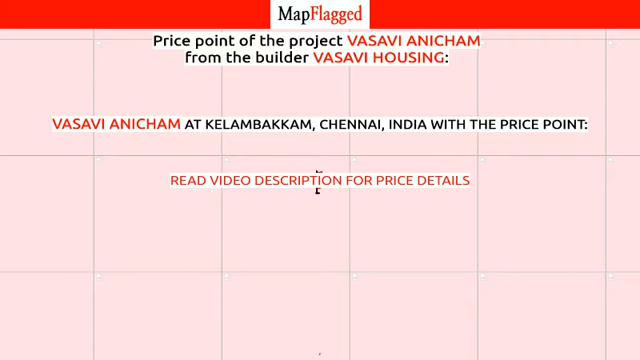 MapFlagged
Price point of the project VASAVI ANICHAM
from the builder VASAVI HOUSING:
VASAVI ANICHAM AT KELAMBAKKAM, CHENNAI, INDIA WITH THE PRICE POINT:
READ VIDEO DESCRIPTION FOR PRICE DETAILS